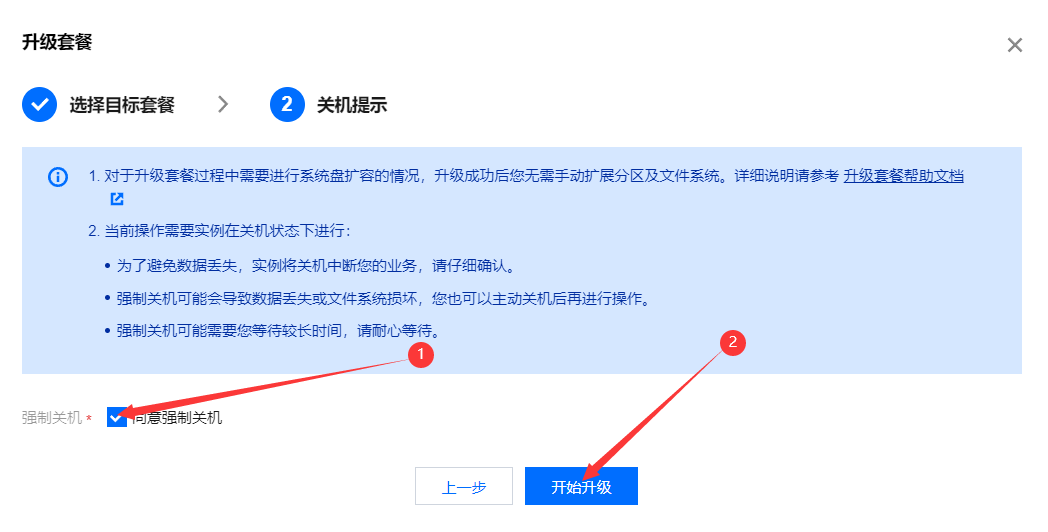 升级套餐
选择目标套餐
2 关机提示
1. 对于升级套餐过程中需要进行系统盘扩容的情况，升级成功后您无需手动扩展分区及文件系统。详细说明请参考 升级套餐帮助文档
2. 当前操作需要实例在关机状态下进行：
• 为了避免数据丢失，实例将关机中断您的业务，请仔细确认。
• 强制关机可能会导致数据丢失或文件系统损坏，您也可以主动关机后再进行操作。
• 强制关机可能需要您等待较长时间，请耐心等待。
2
1
强制关机 * 同意强制关机
上一步 开始升级